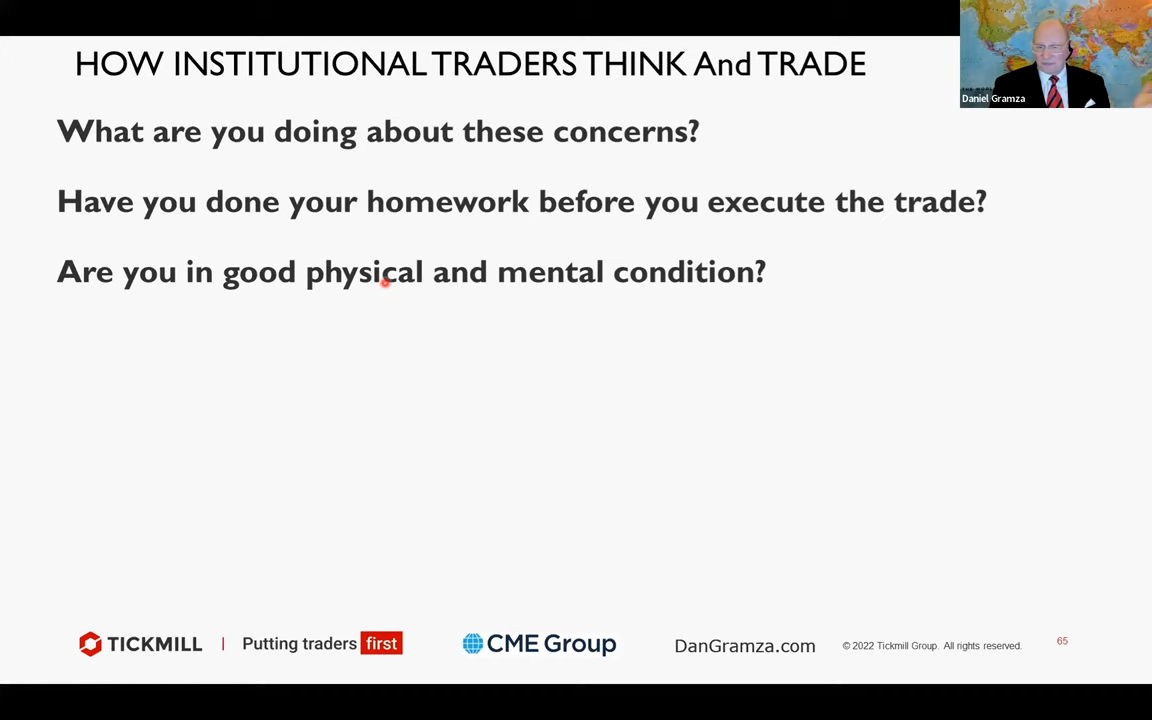 HOW INSTITUTIONAL TRADERS THINK And TRADE
Daniel Gramza
What are you doing about these concerns?
Have you done your homework before you execute the trade?
Are you in good physical and mental condition?
TICKMILL | Putting traders first
CME Group
DanGramza.com
© 2022 Tickmill Group. All rights reserved.
65